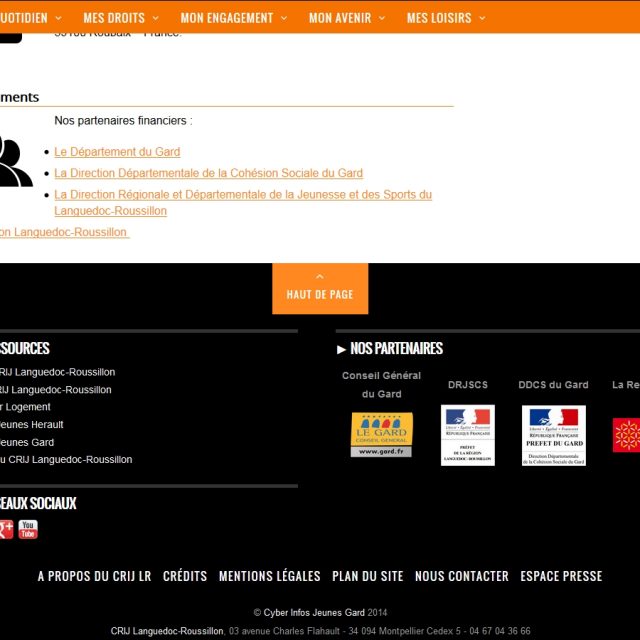 UOTIDIEN MES DROITS MON ENGAGEMENT MON AVENIR MES LOISIRS
59100 Roubaix - France.
ments
Nos partenaires financiers :
Le Département du Gard
La Direction Départementale de la Cohésion Sociale du Gard
La Direction Régionale et Départementale de la Jeunesse et des Sports du
Languedoc-Roussillon
on Languedoc-Roussillon
HAUT DE PAGE
SSOURCES
RIJ Languedoc-Roussillon
RIJ Languedoc-Roussillon
r Logement
Jeunes Herault
Jeunes Gard
u CRIJ Languedoc-Roussillon
EAUX SOCIAUX
You
Tube
► NOS PARTENAIRES
Conseil Général
du Gard
LE GARD
CONSEIL GÉNÉRAL
www.gard.fr
DRJSCS
Liberté • Égalité • Fraternité
RÉPUBLIQUE FRANÇAISE
PRÉFET
DE LA RÉGION
LANGUEDOC-ROUSSILLON
DDCS du Gard
Liberté • Égalité • Fraternité
RÉPUBLIQUE FRANÇAISE
PREFET DU GARD
Direction Départementale
de la Cohésion Sociale du Gard
La Re
A PROPOS DU CRIJ LR CRÉDITS MENTIONS LÉGALES PLAN DU SITE NOUS CONTACTER ESPACE PRESSE
© Cyber Infos Jeunes Gard 2014
CRIJ Languedoc-Roussillon, 03 avenue Charles Flahault - 34 094 Montpellier Cedex 5 - 04 67 04 36 66